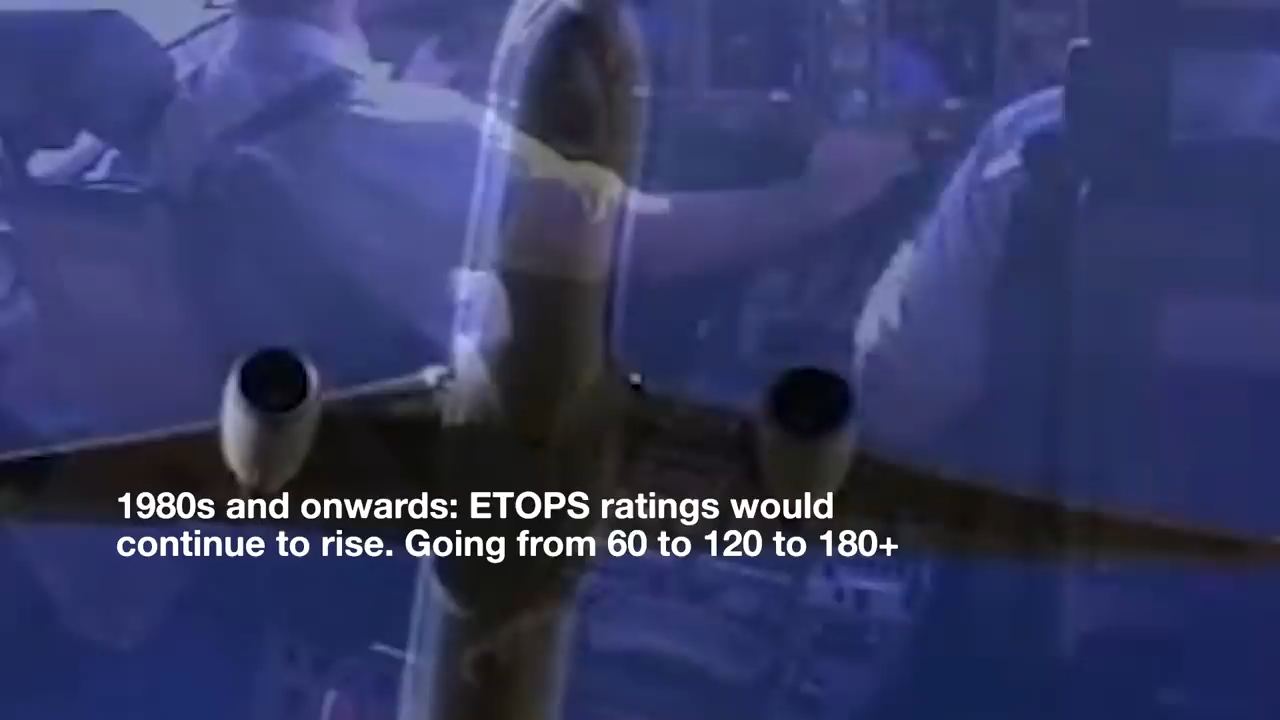 1980s and onwards: ETOPS ratings would
continue to rise. Going from 60 to 120 to 180+